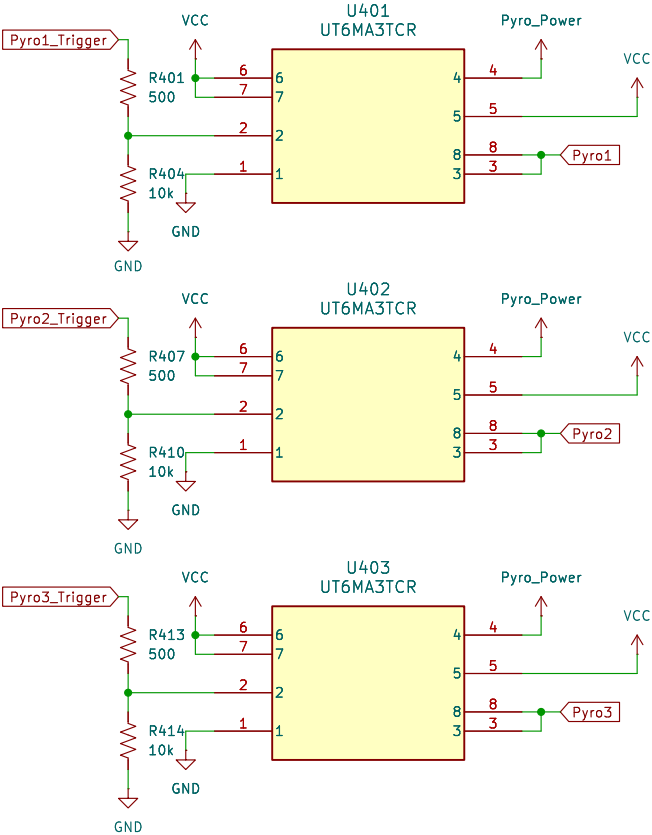 U401
UT6MA3TCR
VCC
Pyro_Power
Pyro1_Trigger
VCC
R401
500
6 6
7 7
2 2
1 1
4 4
5 5
8 8
3 3
Pyro1
R404
10k
GND
GND
U402
UT6MA3TCR
VCC
Pyro_Power
Pyro2_Trigger
VCC
R407
500
6 6
7 7
2 2
1 1
4 4
5 5
8 8
3 3
Pyro2
R410
10k
GND
GND
U403
UT6MA3TCR
VCC
Pyro_Power
Pyro3_Trigger
VCC
R413
500
6 6
7 7
2 2
1 1
4 4
5 5
8 8
3 3
Pyro3
R414
10k
GND
GND